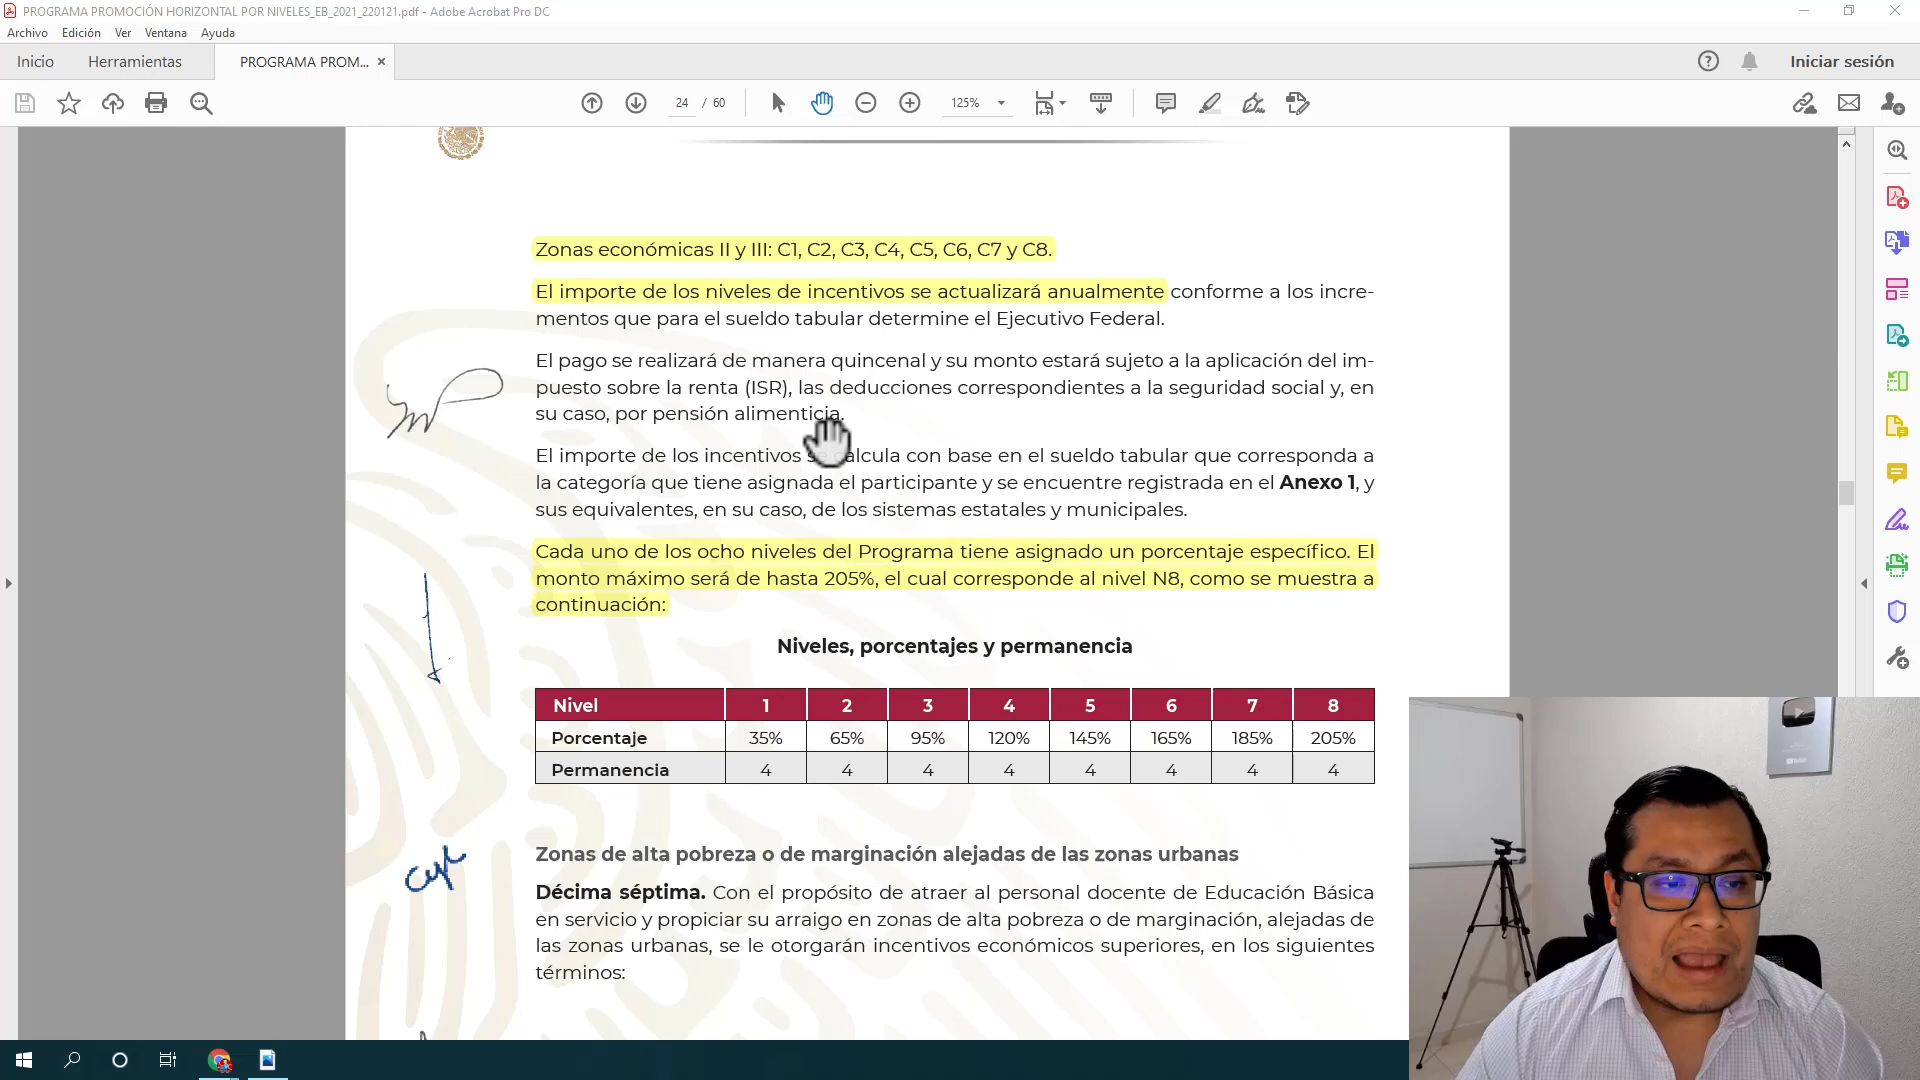 PROGRAMA PROMOCIÓN HORIZONTAL POR NIVELES_EB_2021_220121.pdf - Adobe Acrobat Pro DC
Archivo Edición Ver Ventana Ayuda
Inicio Herramientas PROGRAMA PROM... Iniciar sesión
24 / 60 125%
Zonas económicas II y III: C1, C2, C3, C4, C5, C6, C7 y C8.
El importe de los niveles de incentivos se actualizará anualmente conforme a los incre-
mentos que para el sueldo tabular determine el Ejecutivo Federal.
El pago se realizará de manera quincenal y su monto estará sujeto a la aplicación del im-
puesto sobre la renta (ISR), las deducciones correspondientes a la seguridad social y, en
su caso, por pensión alimenticia.
El importe de los incentivos se calcula con base en el sueldo tabular que corresponda a
la categoría que tiene asignada el participante y se encuentre registrada en el Anexo 1, y
sus equivalentes, en su caso, de los sistemas estatales y municipales.
Cada uno de los ocho niveles del Programa tiene asignado un porcentaje específico. El
monto máximo será de hasta 205%, el cual corresponde al nivel N8, como se muestra a
continuación:
Niveles, porcentajes y permanencia
Nivel 1 2 3 4 5 6 7 8
Porcentaje 35% 65% 95% 120% 145% 165% 185% 205%
Permanencia 4 4 4 4 4 4 4 4
Zonas de alta pobreza o de marginación alejadas de las zonas urbanas
Décima séptima. Con el propósito de atraer al personal docente de Educación Básica
en servicio y propiciar su arraigo en zonas de alta pobreza o de marginación, alejadas de
las zonas urbanas, se le otorgarán incentivos económicos superiores, en los siguientes
términos: